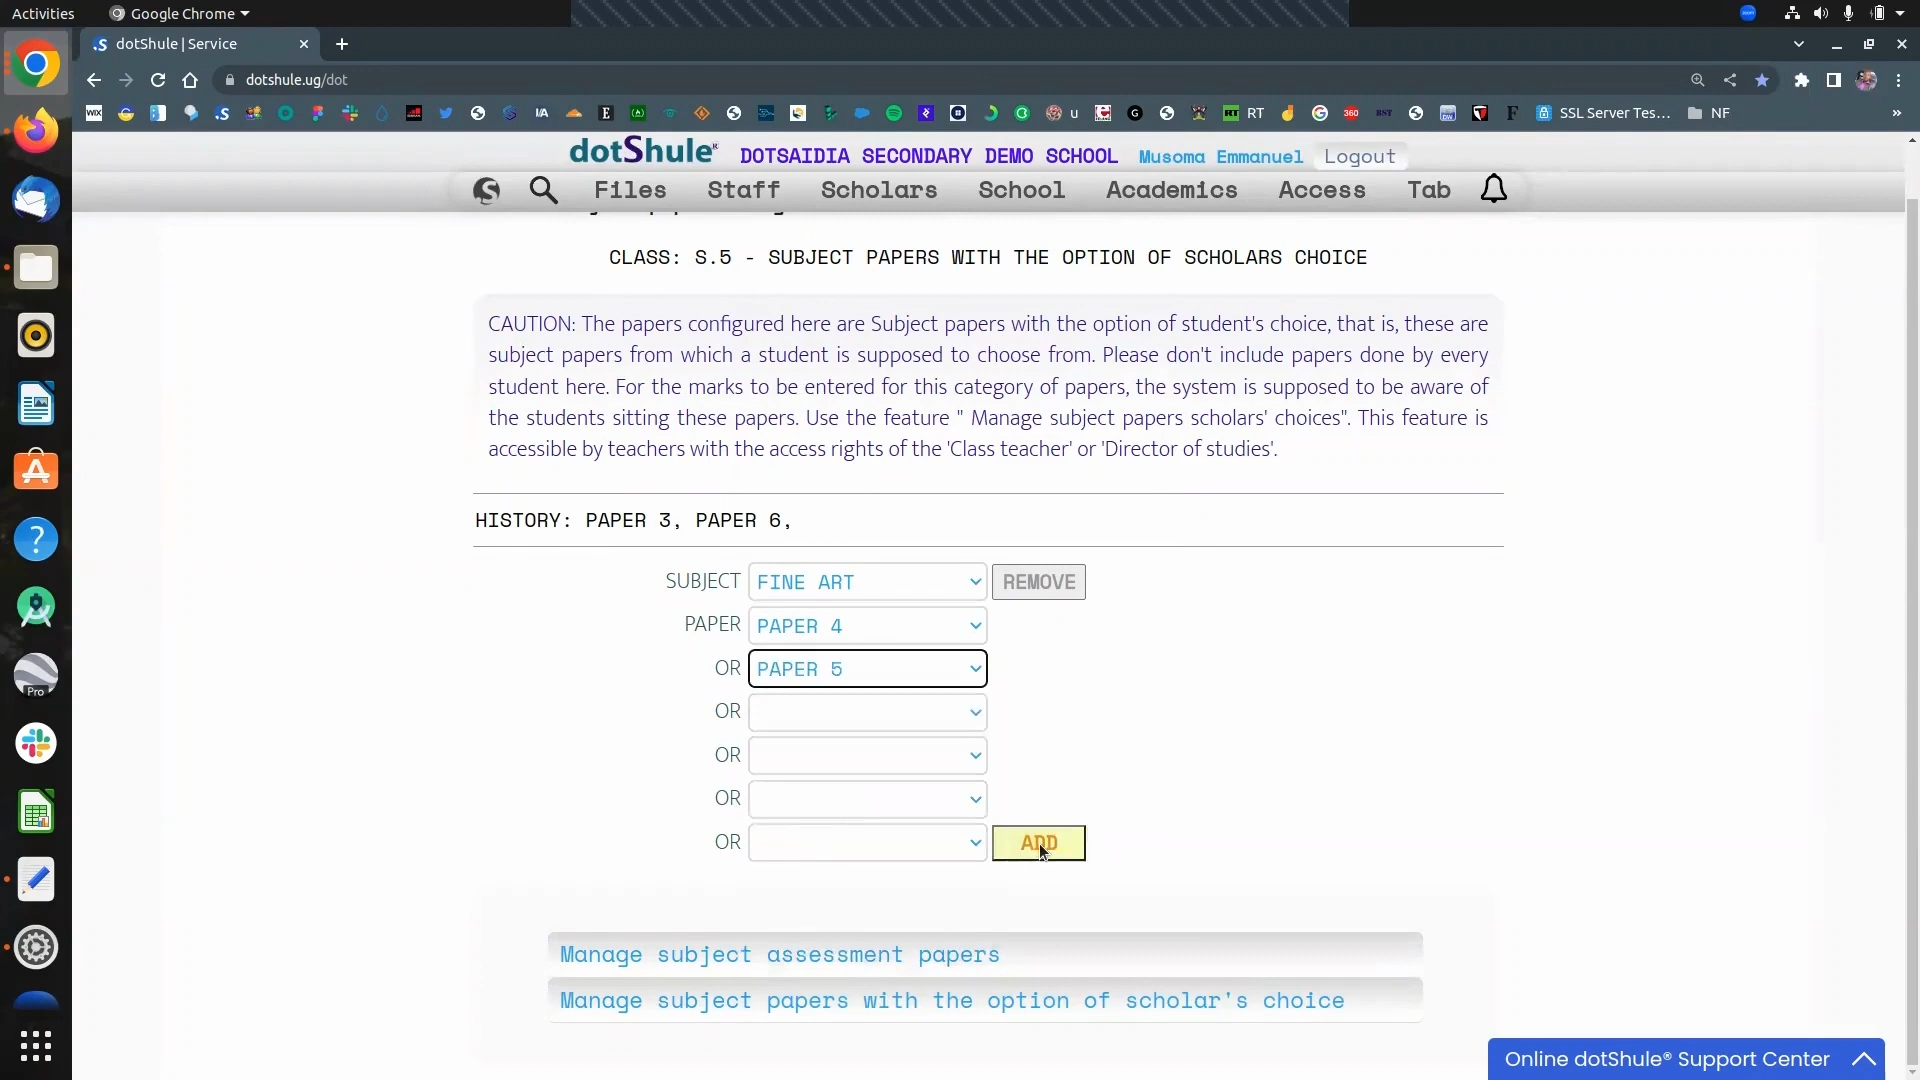 Activities
Google Chrome
dotShule | Service
dotshule.ug/dot
WIX
I/A
E
u
G
RT
RT
360
RST
DW
F
SSL Server Tes...
NF
»
dotShule®
DOTSAIDIA SECONDARY DEMO SCHOOL
Musoma Emmanuel
Logout
Files
Staff
Scholars
School
Academics
Access
Tab
CLASS: S.5 - SUBJECT PAPERS WITH THE OPTION OF SCHOLARS CHOICE
CAUTION: The papers configured here are Subject papers with the option of student's choice, that is, these are
subject papers from which a student is supposed to choose from. Please don't include papers done by every
student here. For the marks to be entered for this category of papers, the system is supposed to be aware of
the students sitting these papers. Use the feature " Manage subject papers scholars' choices". This feature is
accessible by teachers with the access rights of the 'Class teacher' or 'Director of studies'.
HISTORY: PAPER 3, PAPER 6,
SUBJECT FINE ART REMOVE
PAPER PAPER 4
OR PAPER 5
OR
OR
OR
OR ADD
Manage subject assessment papers
Manage subject papers with the option of scholar's choice
Pro
Online dotShule® Support Center